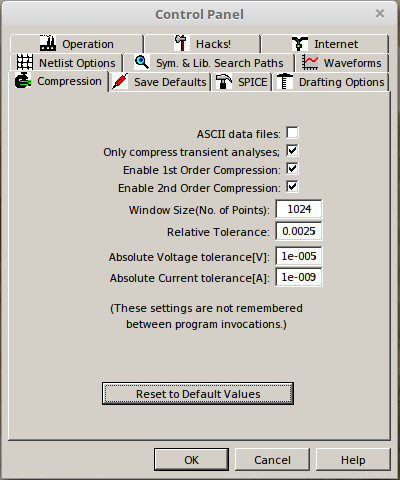 Control Panel
Operation
Hacks!
Internet
Netlist Options
Sym. & Lib. Search Paths
Waveforms
Compression
Save Defaults
SPICE
Drafting Options
ASCII data files:
Only compress transient analyses;
Enable 1st Order Compression:
Enable 2nd Order Compression:
Window Size(No. of Points): 1024
Relative Tolerance: 0.0025
Absolute Voltage tolerance[V]: 1e-005
Absolute Current tolerance[A]: 1e-009
(These settings are not remembered
between program invocations.)
Reset to Default Values
OK
Cancel
Help